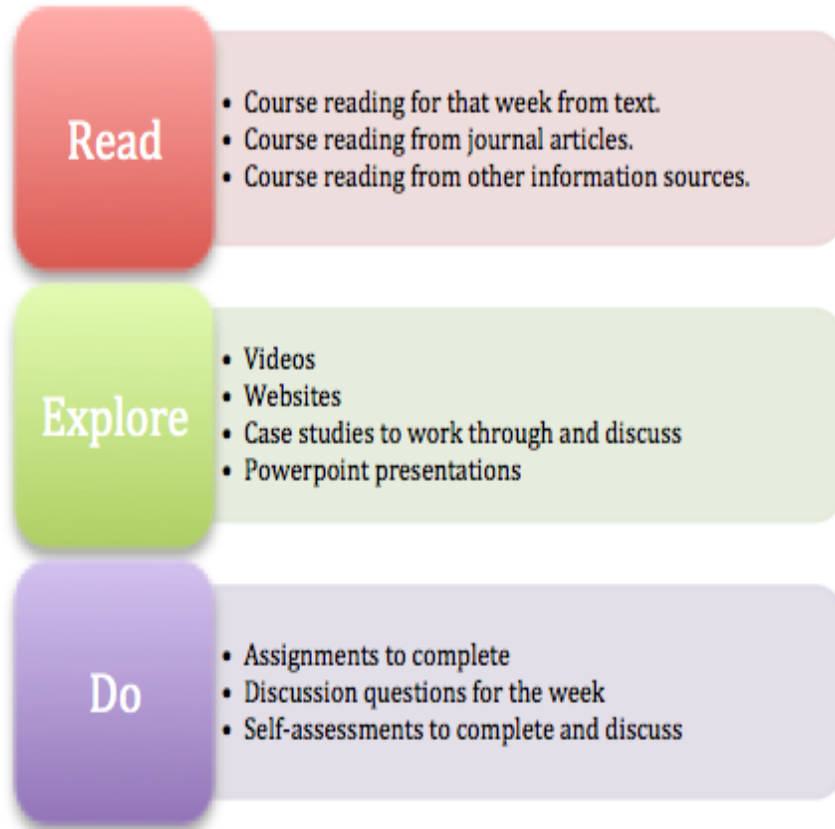 Read
• Course reading for that week from text.
• Course reading from journal articles.
• Course reading from other information sources.
Explore
• Videos
• Websites
• Case studies to work through and discuss
• Powerpoint presentations
Do
• Assignments to complete
• Discussion questions for the week
• Self-assessments to complete and discuss